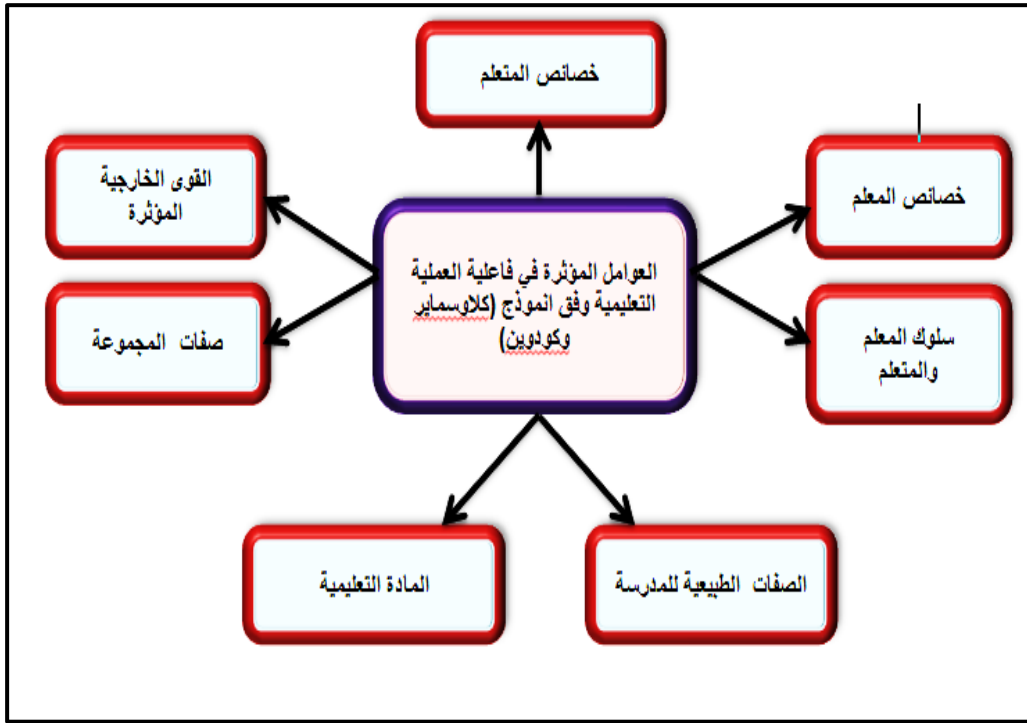 خصائص المتعلم
خصائص المعلم
القوى الخارجية
المؤثرة
العوامل المؤثرة في فاعلية العملية
التعليمية وفق انموذج (كلاوسماير
وكودوين)
سلوك المعلم
والمتعلم
صفات المجموعة
الصفات الطبيعية للمدرسة
المادة التعليمية